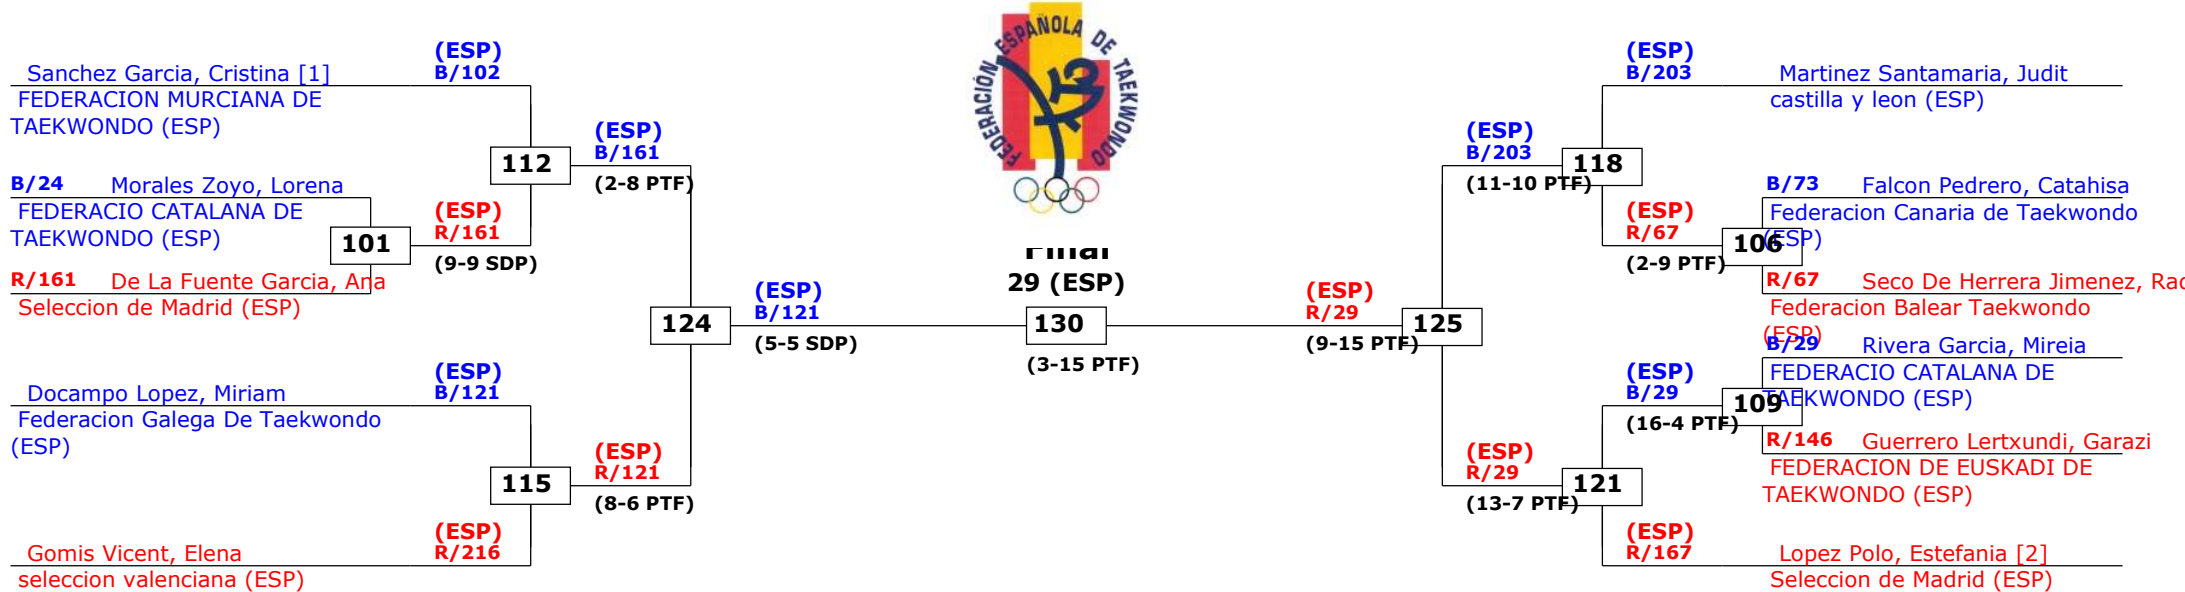 (ESP)
B/102
Sanchez Garcia, Cristina [1]
FEDERACION MURCIANA DE
TAEKWONDO (ESP)
112
(ESP)
B/161
(2-8 PTF)
B/24 Morales Zoyo, Lorena
FEDERACIO CATALANA DE
TAEKWONDO (ESP)
101
(ESP)
R/161
(9-9 SDP)
R/161 De La Fuente Garcia, Ana
Seleccion de Madrid (ESP)
124
(ESP)
B/121
(5-5 SDP)
(ESP)
B/121
Docampo Lopez, Miriam
Federacion Galega De Taekwondo
(ESP)
115
(ESP)
R/121
(8-6 PTF)
(ESP)
R/216
Gomis Vicent, Elena
seleccion valenciana (ESP)
FEDERACIÓN ESPAÑOLA DE TAEKWONDO
Final
29 (ESP)
130
(3-15 PTF)
(ESP)
R/29
(9-15 PTF)
125
(ESP)
B/203
(11-10 PTF)
118
(ESP)
B/203
Martinez Santamaria, Judit
castilla y leon (ESP)
(ESP)
R/67
(2-9 PTF)
106
B/73 Falcon Pedrero, Catahisa
Federacion Canaria de Taekwondo
(ESP)
R/67 Seco De Herrera Jimenez,
Federacion Balear Taekwondo
(ESP)
(ESP)
R/29
(13-7 PTF)
121
(ESP)
B/29
(16-4 PTF)
109
B/29 Rivera Garcia, Mireia
FEDERACIO CATALANA DE
TAEKWONDO (ESP)
R/146 Guerrero Lertxundi, Garazi
FEDERACION DE EUSKADI DE
TAEKWONDO (ESP)
(ESP)
R/167
Lopez Polo, Estefania [2]
Seleccion de Madrid (ESP)